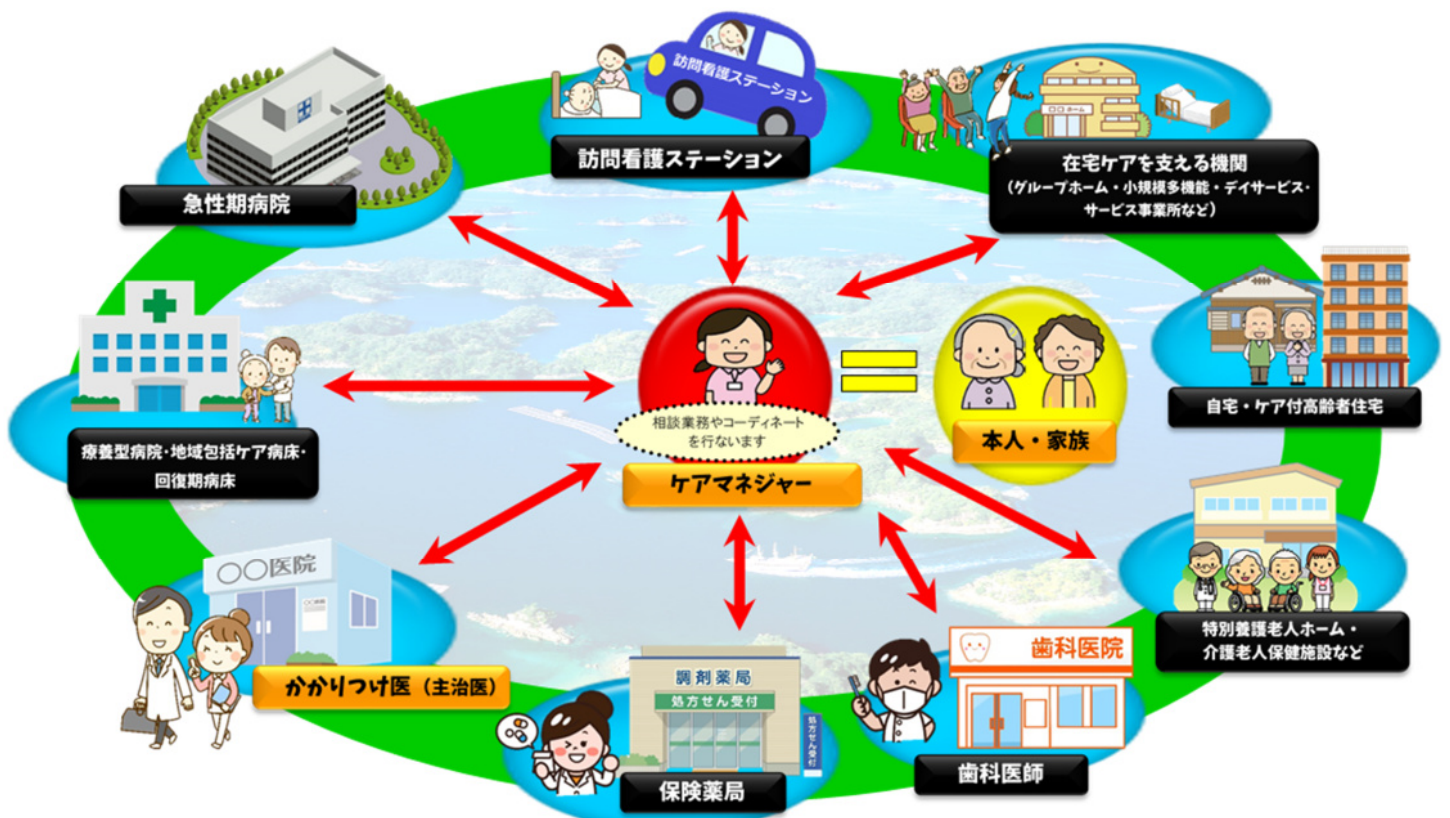 訪問看護ステーション
訪問看護ステーション
ホーム
在宅ケアを支える機関
(グループホーム・小規模多機能・デイサービス・
サービス事業所など)
急性期病院
自宅・ケア付高齢者住宅
相談業務やコーディネート
を行ないます
ケアマネジャー
本人・家族
療養型病院・地域包括ケア病床・
回復期病床
〇〇医院
かかりつけ医(主治医)
調剤薬局
処方せん受付
処方せん受付
保険薬局
歯科医院
歯科医師
特別養護老人ホーム・
介護老人保健施設など